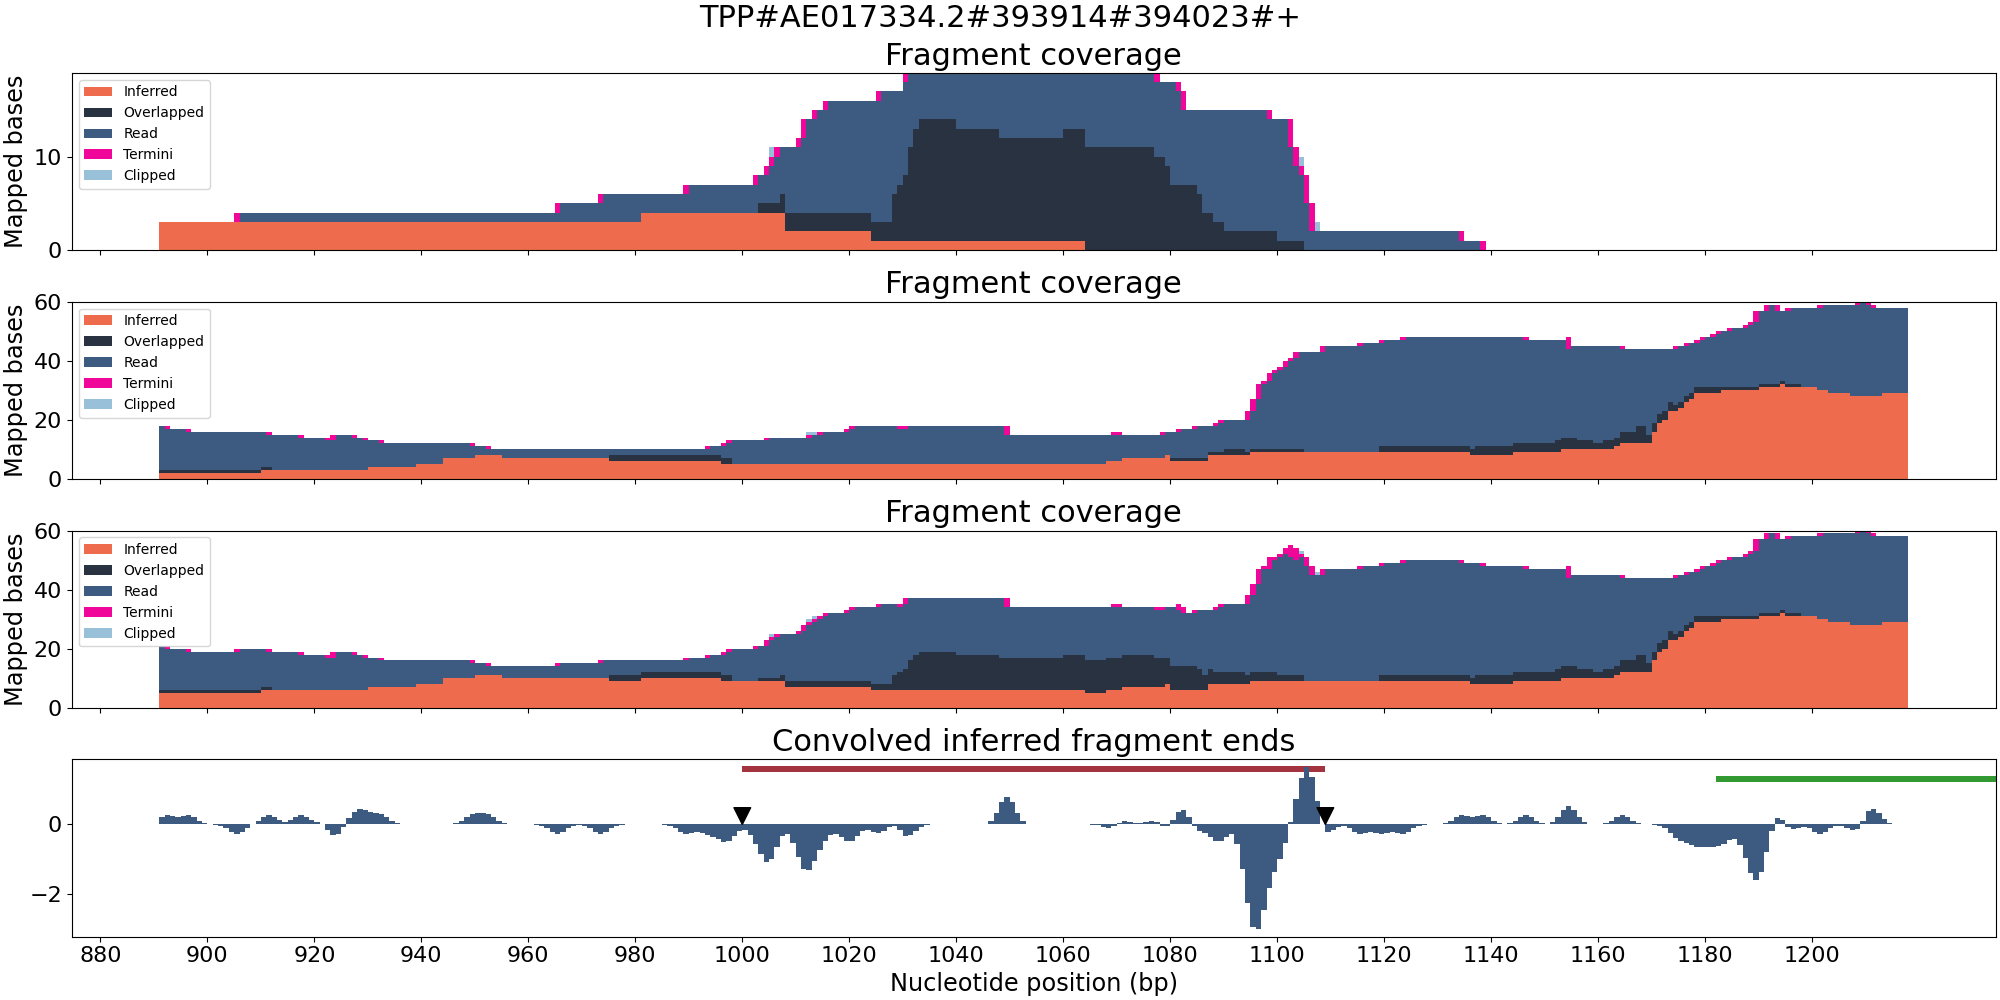 TPP#AE017334.2#393914#394023#+
Fragment coverage
Mapped bases
10
0
Inferred
Overlapped
Read
Termini
Clipped
Fragment coverage
Mapped bases
60
40
20
0
Inferred
Overlapped
Read
Termini
Clipped
Fragment coverage
Mapped bases
60
40
20
0
Inferred
Overlapped
Read
Termini
Clipped
Convolved inferred fragment ends
0
−2
880 900 920 940 960 980 1000 1020 1040 1060 1080 1100 1120 1140 1160 1180 1200
Nucleotide position (bp)